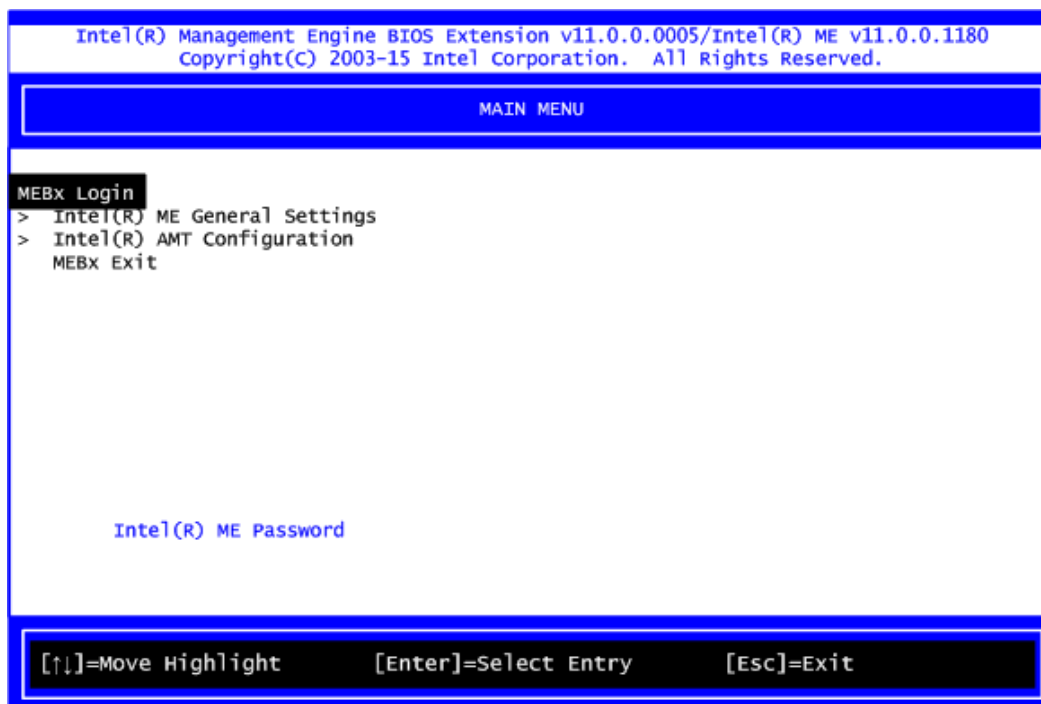 Intel(R) Management Engine BIOS Extension v11.0.0.0005/Intel(R) ME v11.0.0.1180
Copyright(C) 2003-15 Intel Corporation. All Rights Reserved.
MAIN MENU
MEBx Login
> Intel(R) ME General Settings
> Intel(R) AMT Configuration
MEBx Exit
Intel(R) ME Password
[↑↓]=Move Highlight [Enter]=Select Entry [Esc]=Exit